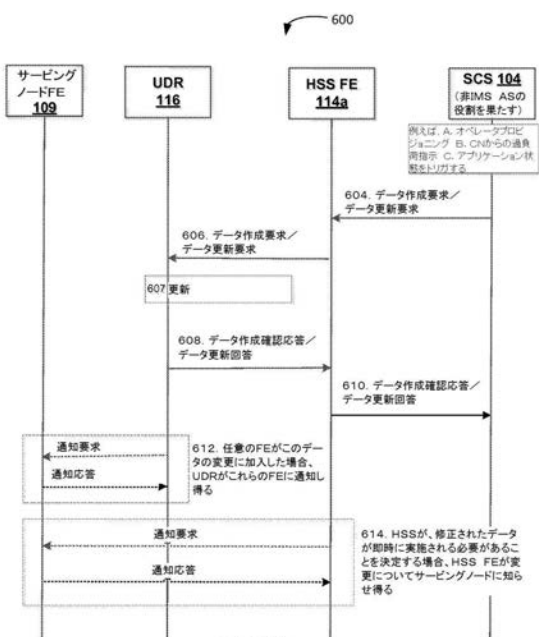 600
サービング
ノードFE
109
UDR
116
HSS FE
114a
SCS 104
(非IMS ASの
役割を果たす)
例えば、A. オペレータプロビ
ジョニング B. CNからの過負
荷指示 C. アプリケーション状
態をトリガする
604. データ作成要求/
データ更新要求
606. データ作成要求/
データ更新要求
607 更新
608. データ作成確認応答/
データ更新回答
610. データ作成確認応答/
データ更新回答
通知要求
通知応答
612. 任意のFEがこのデー
タの変更に加入した場合、
UDRがこれらのFEに通知し
得る
通知要求
通知応答
614. HSSが、修正されたデータ
が即時に実施される必要があるこ
とを決定する場合、HSS FEが変
更についてサービングノードに知ら
せ得る